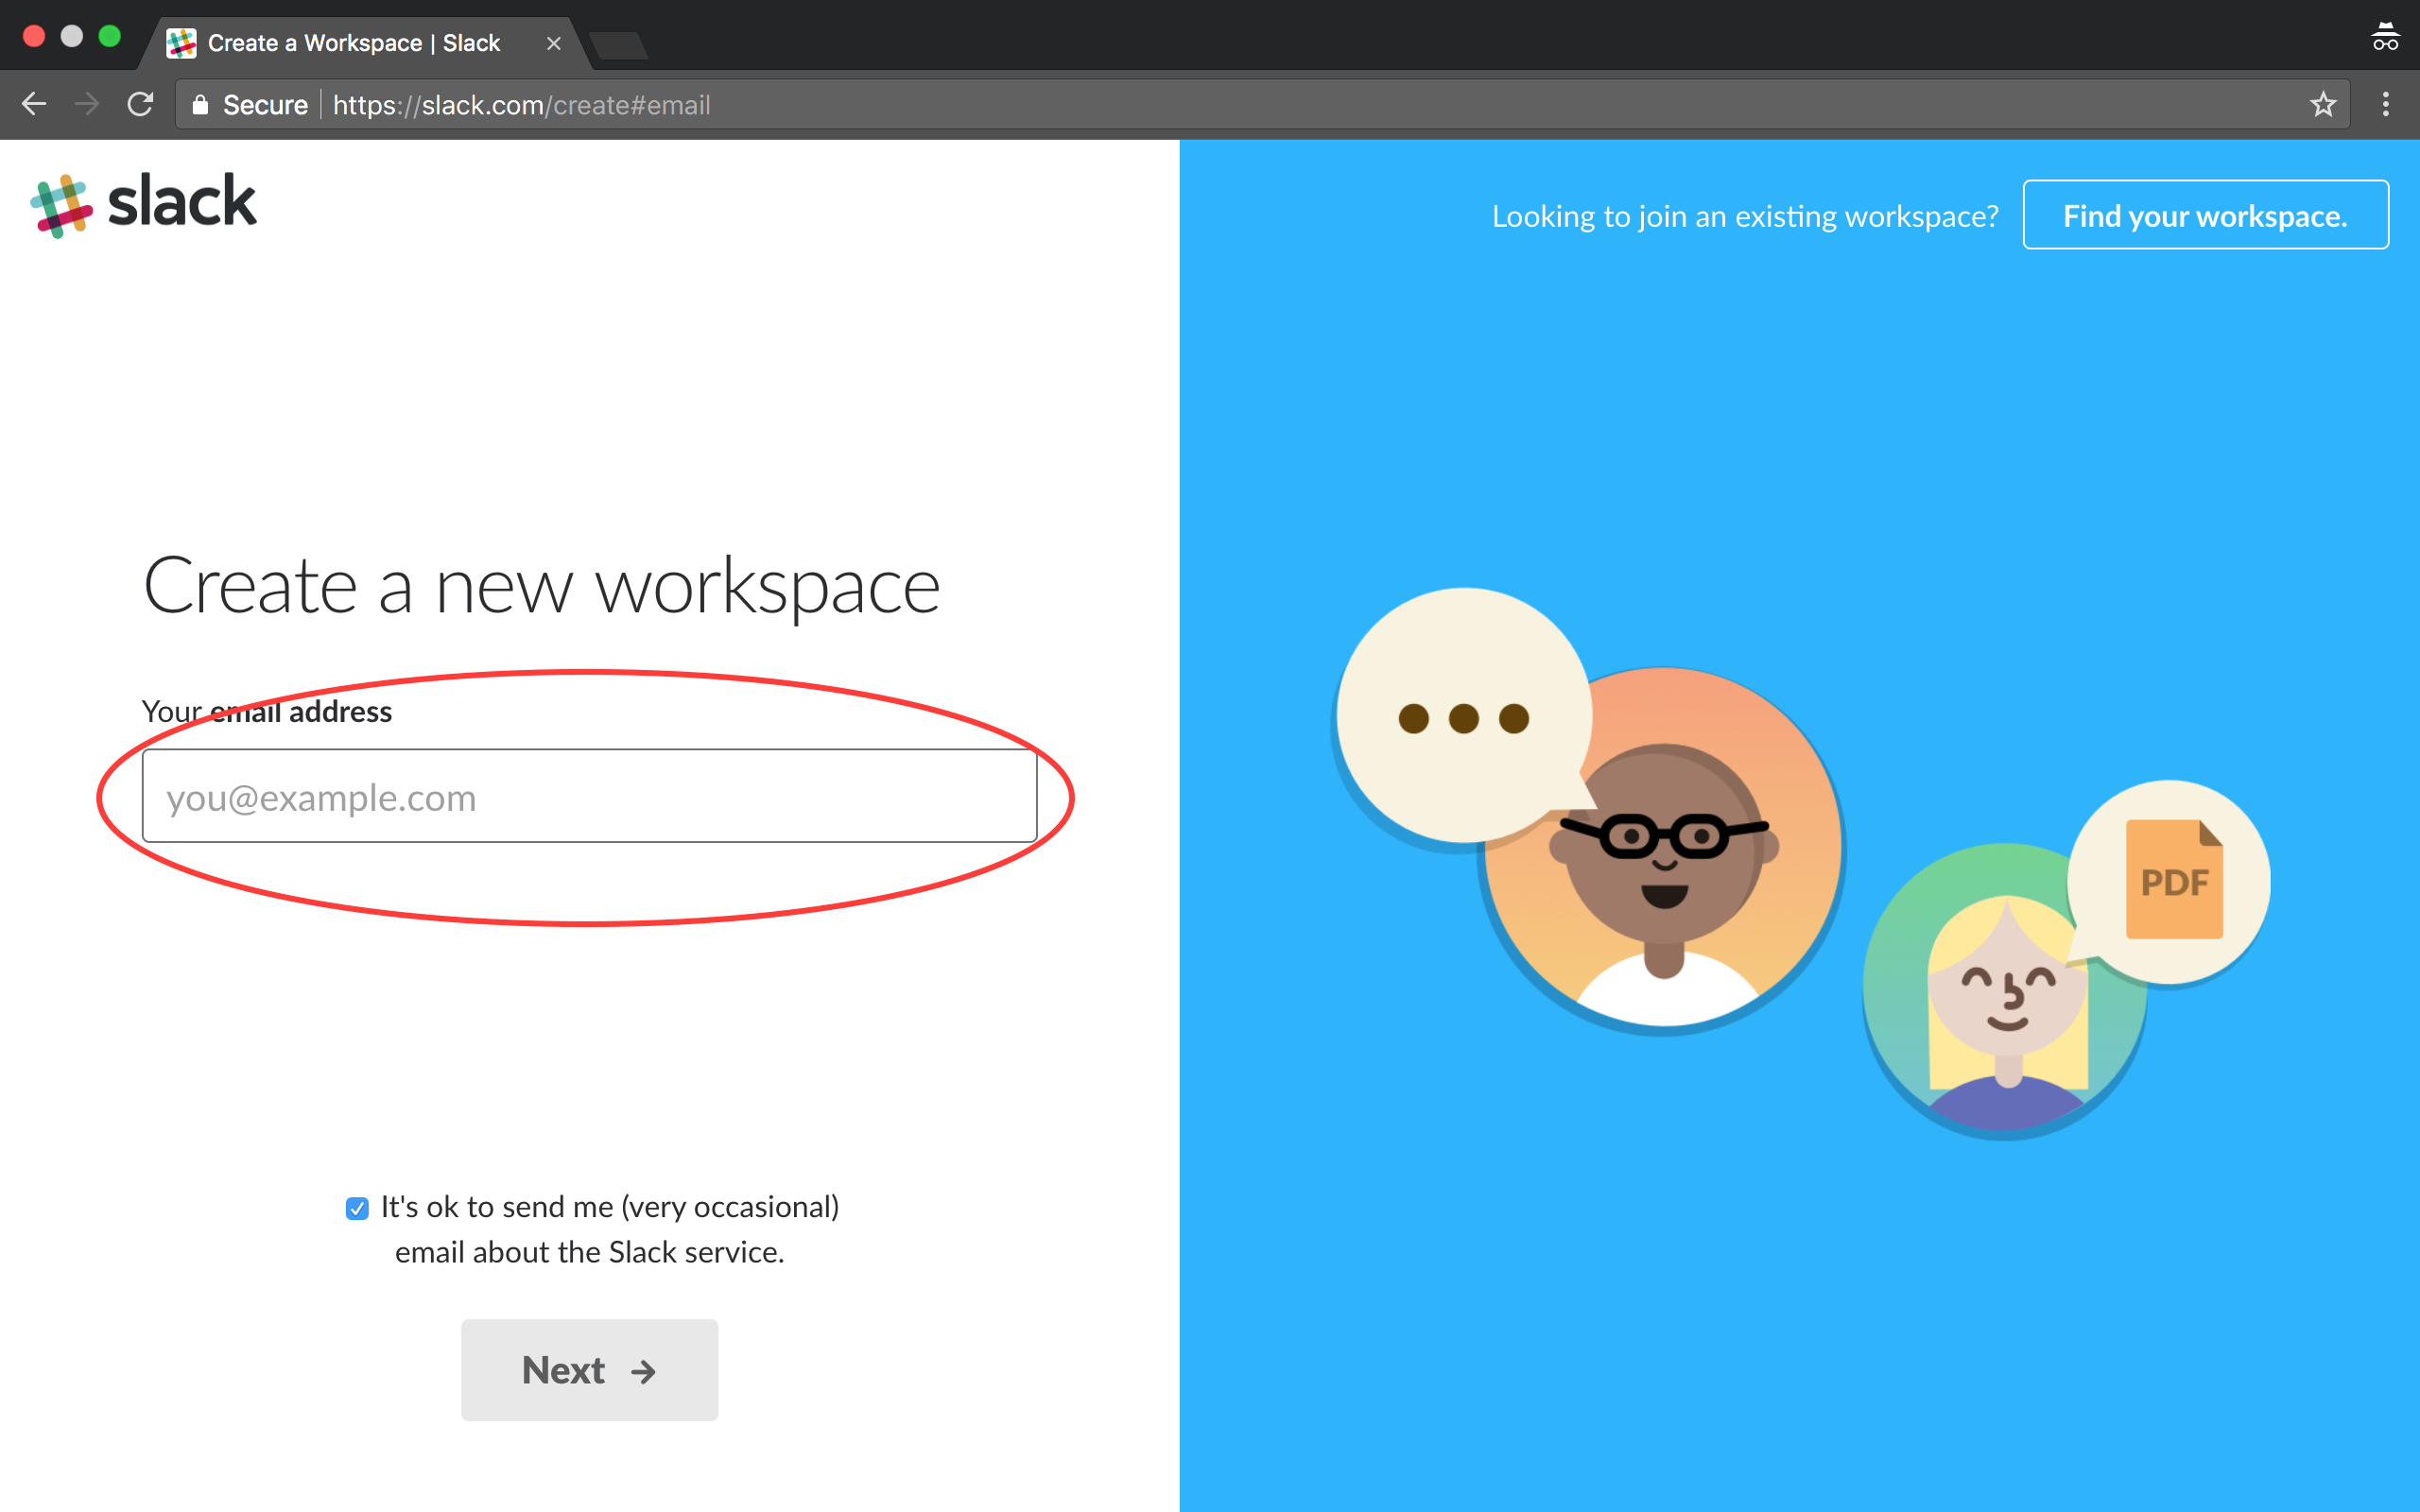 Create a Workspace | Slack
Secure https://slack.com/create#email
slack
Looking to join an existing workspace? Find your workspace.
Create a new workspace
Your email address
you@example.com
PDF
It's ok to send me (very occasional)
email about the Slack service.
Next →